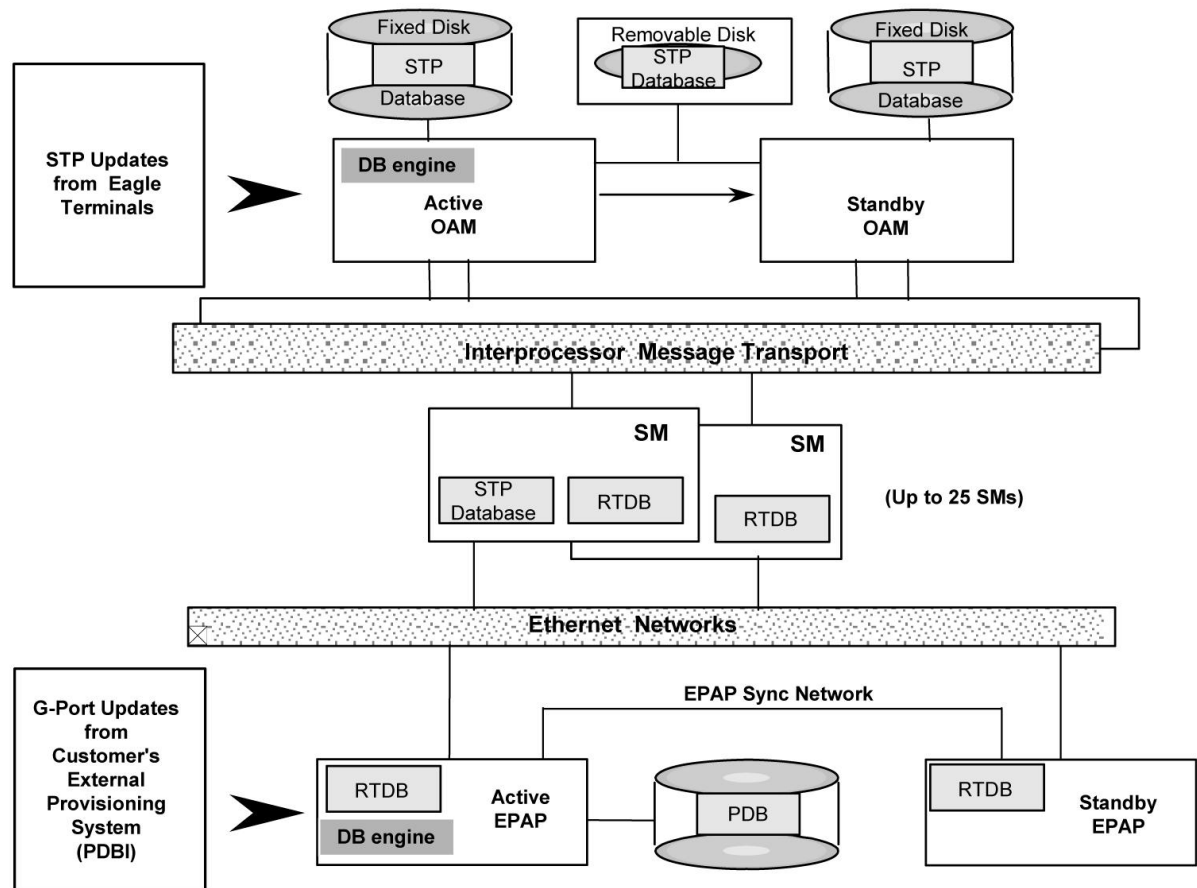 Fixed Disk
STP
Database
Removable Disk
STP
Database
Fixed Disk
STP
Database
STP Updates
from Eagle
Terminals
DB engine
Active
OAM
Standby
OAM
Interprocessor Message Transport
SM
STP
Database
RTDB
SM
RTDB
(Up to 25 SMs)
Ethernet Networks
EPAP Sync Network
G-Port Updates
from
Customer's
External
Provisioning
System
(PDBI)
RTDB
DB engine
Active
EPAP
PDB
RTDB
Standby
EPAP